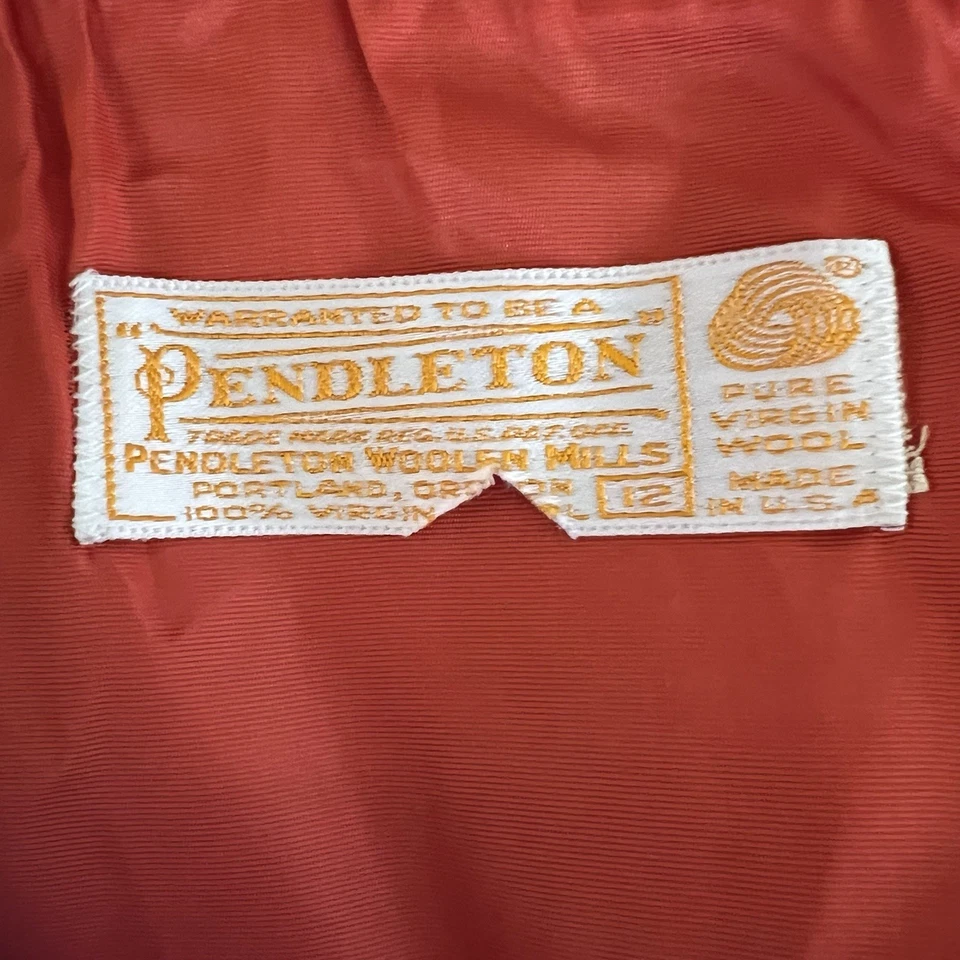 "WARRANTED TO BE A"
PENDLETON
TRADE MARK REG. U.S. PAT. OFF.
PENDLETON WOOLEN MILLS
PORTLAND,
100% VIRGIN
12
®
PURE
VIRGIN
WOOL
MADE
IN U.S.A